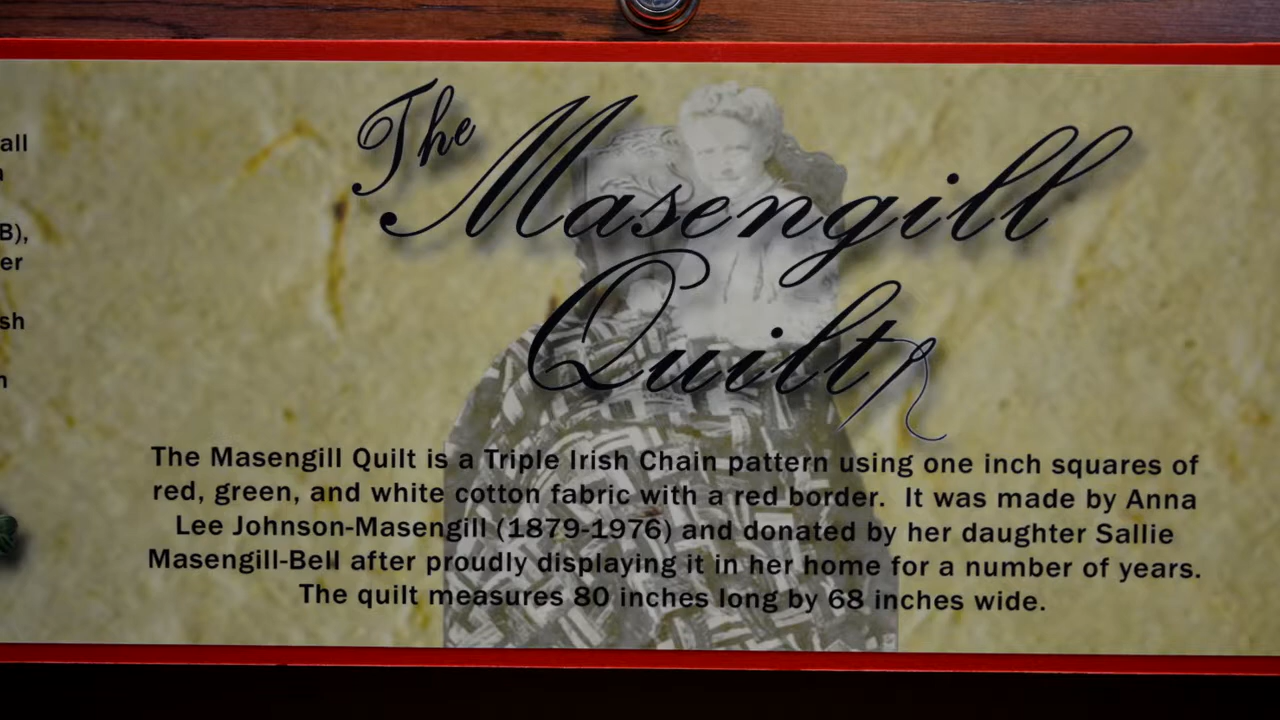 all
B),
er
sh
The
Masengill
Quilt
The Masengill Quilt is a Triple Irish Chain pattern using one inch squares of
red, green, and white cotton fabric with a red border. It was made by Anna
Lee Johnson-Masengill (1879-1976) and donated by her daughter Sallie
Masengill-Bell after proudly displaying it in her home for a number of years.
The quilt measures 80 inches long by 68 inches wide.